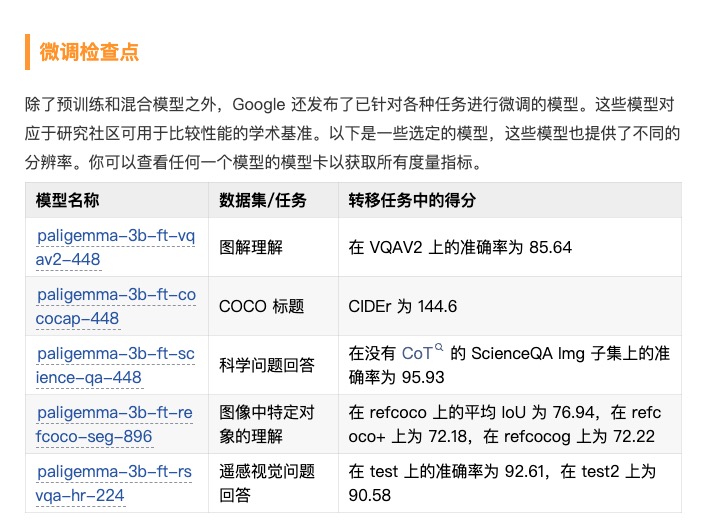 微调检查点
除了预训练和混合模型之外，Google 还发布了已针对各种任务进行微调的模型。这些模型对
应于研究社区可用于比较性能的学术基准。以下是一些选定的模型，这些模型也提供了不同的
分辨率。你可以查看任何一个模型的模型卡以获取所有度量指标。
模型名称 数据集/任务 转移任务中的得分
paligemma-3b-ft-vq
av2-448
图解理解
在 VQAV2 上的准确率为 85.64
paligemma-3b-ft-co
cocap-448
COCO 标题
CIDEr 为 144.6
paligemma-3b-ft-sc
ience-qa-448
科学问题回答
在没有 CoT 的 ScienceQA Img 子集上的准
确率为 95.93
paligemma-3b-ft-re
fcoco-seg-896
图像中特定对
象的理解
在 refcoco 上的平均 IoU 为 76.94，在 refc
oco+ 上为 72.18，在 refcocog 上为 72.22
paligemma-3b-ft-rs
vqa-hr-224
遥感视觉问题
回答
在 test 上的准确率为 92.61，在 test2 上为
90.58